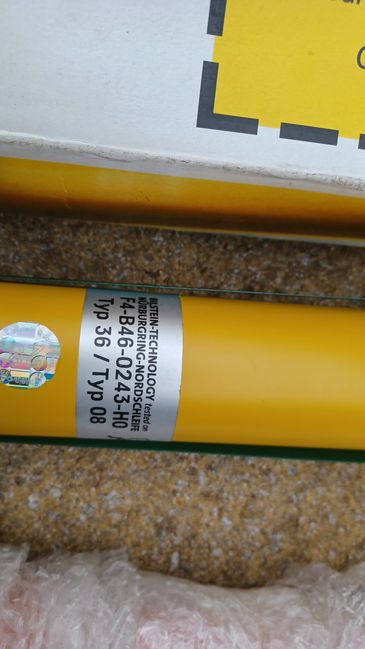 BILSTEIN-TECHNOLOGY tested on
NÜRBURGRING-NORDSCHLEIFE
F4-B46-0243-H0
Typ 36 / Typ 08